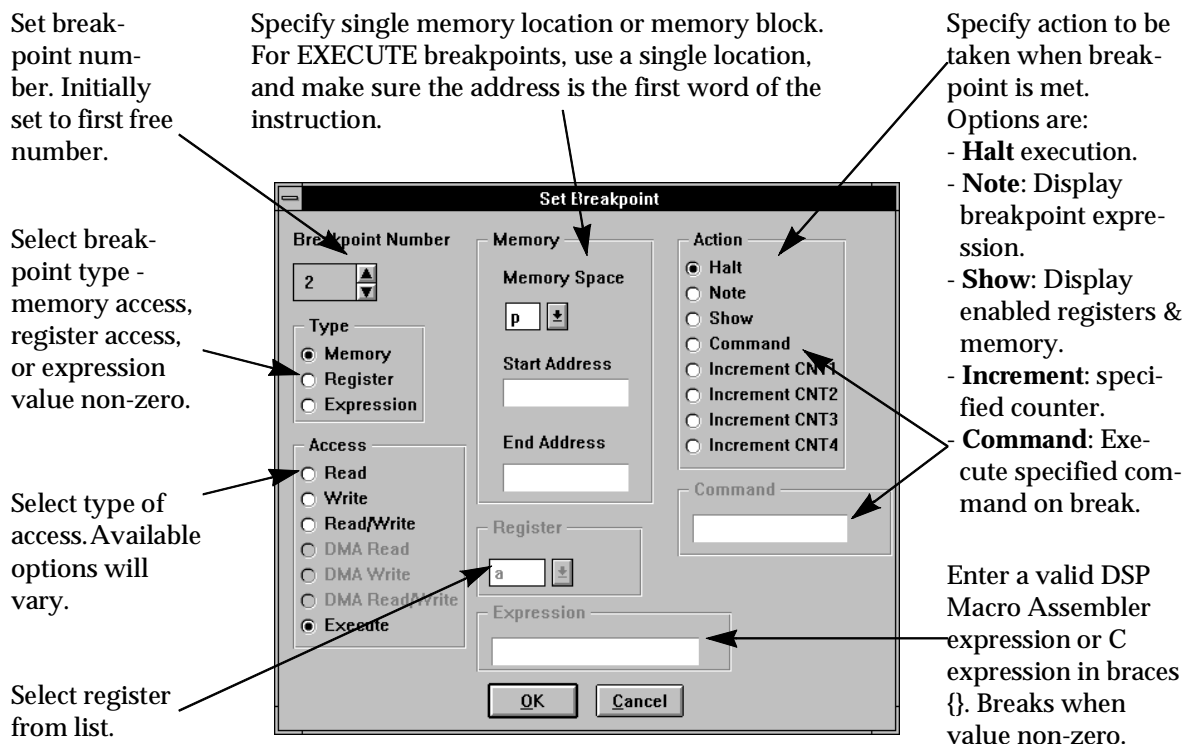 Set break-
point num-
ber. Initially
set to first free
number.
Specify single memory location or memory block.
For EXECUTE breakpoints, use a single location,
and make sure the address is the first word of the
instruction.
Specify action to be
taken when break-
point is met.
Options are:
- Halt execution.
- Note: Display
breakpoint expre-
ssion.
- Show: Display
enabled registers &
memory.
- Increment: speci-
fied counter.
- Command: Exe-
cute specified com-
mand on break.
Select break-
point type -
memory access,
register access,
or expression
value non-zero.
Select type of
access. Available
options will
vary.
Select register
from list.
Set Breakpoint
Breakpoint Number
2
Type
Memory
Register
Expression
Access
Read
Write
Read/Write
DMA Read
DMA Write
DMA Read/Write
Execute
Memory
Memory Space
p
Start Address
End Address
Register
a
Expression
Action
Halt
Note
Show
Command
Increment CNT1
Increment CNT2
Increment CNT3
Increment CNT4
Command
OK
Cancel
Enter a valid DSP
Macro Assembler
expression or C
expression in braces
{}. Breaks when
value non-zero.